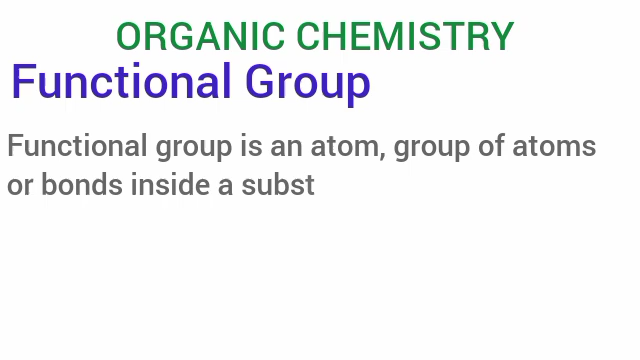 ORGANIC CHEMISTRY
Functional Group
Functional group is an atom, group of atoms
or bonds inside a subst